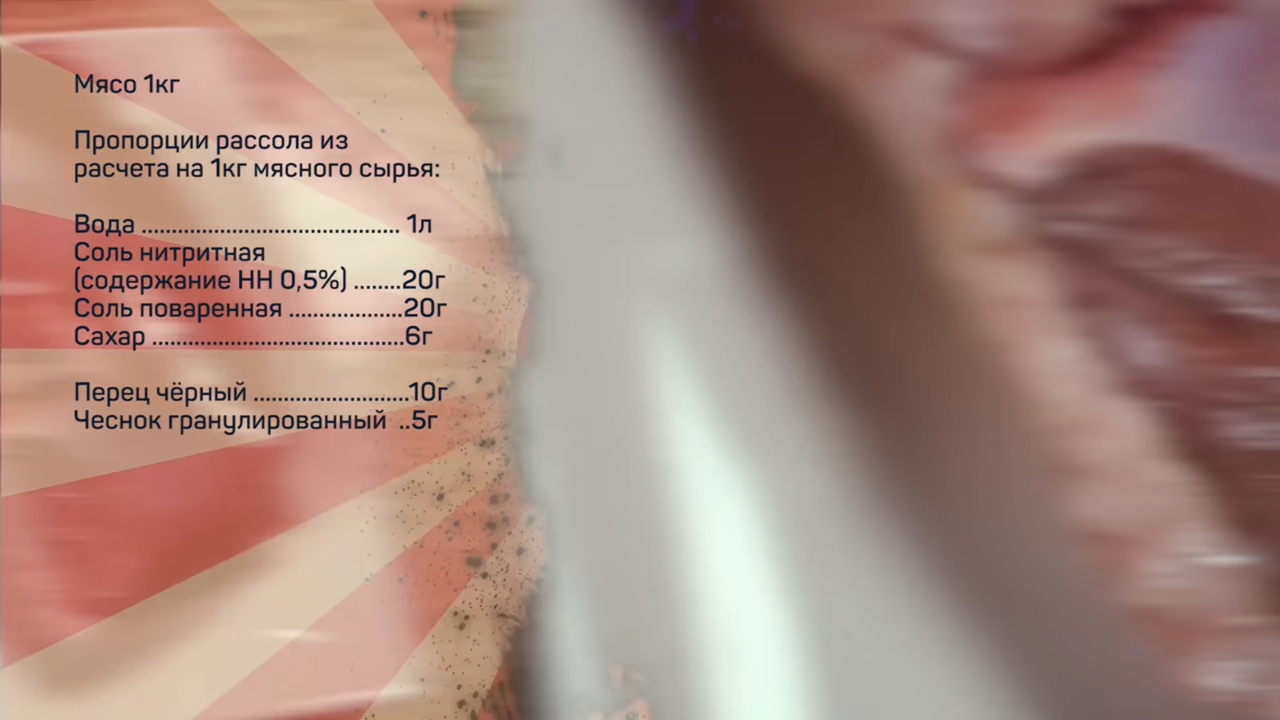 Мясо 1кг
Пропорции рассола из
расчета на 1кг мясного сырья:
Вода ........................................... 1л
Соль нитритная
(содержание НН 0,5%) ........20г
Соль поваренная ...................20г
Сахар ..........................................6г
Перец чёрный ..........................10г
Чеснок гранулированный ..5г